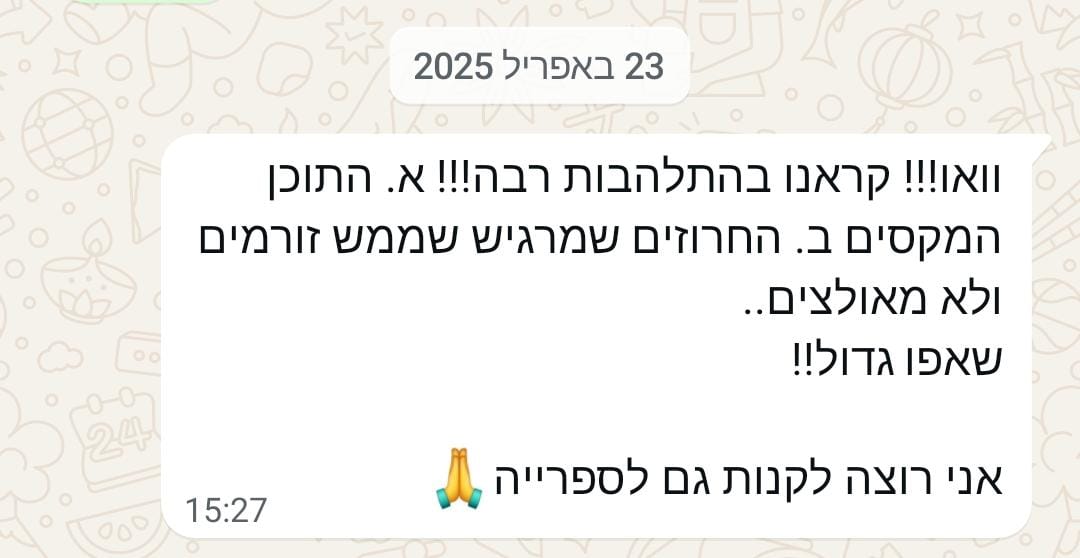 23 באפריל 2025
וואו!!! קראנו בהתלהבות רבה!!! א. התוכן
המקסים ב. החרוזים שמרגיש שממש זורמים
ולא מאולצים..
שאפו גדול!!
אני רוצה לקנות גם לספרייה🙏
15:27
24